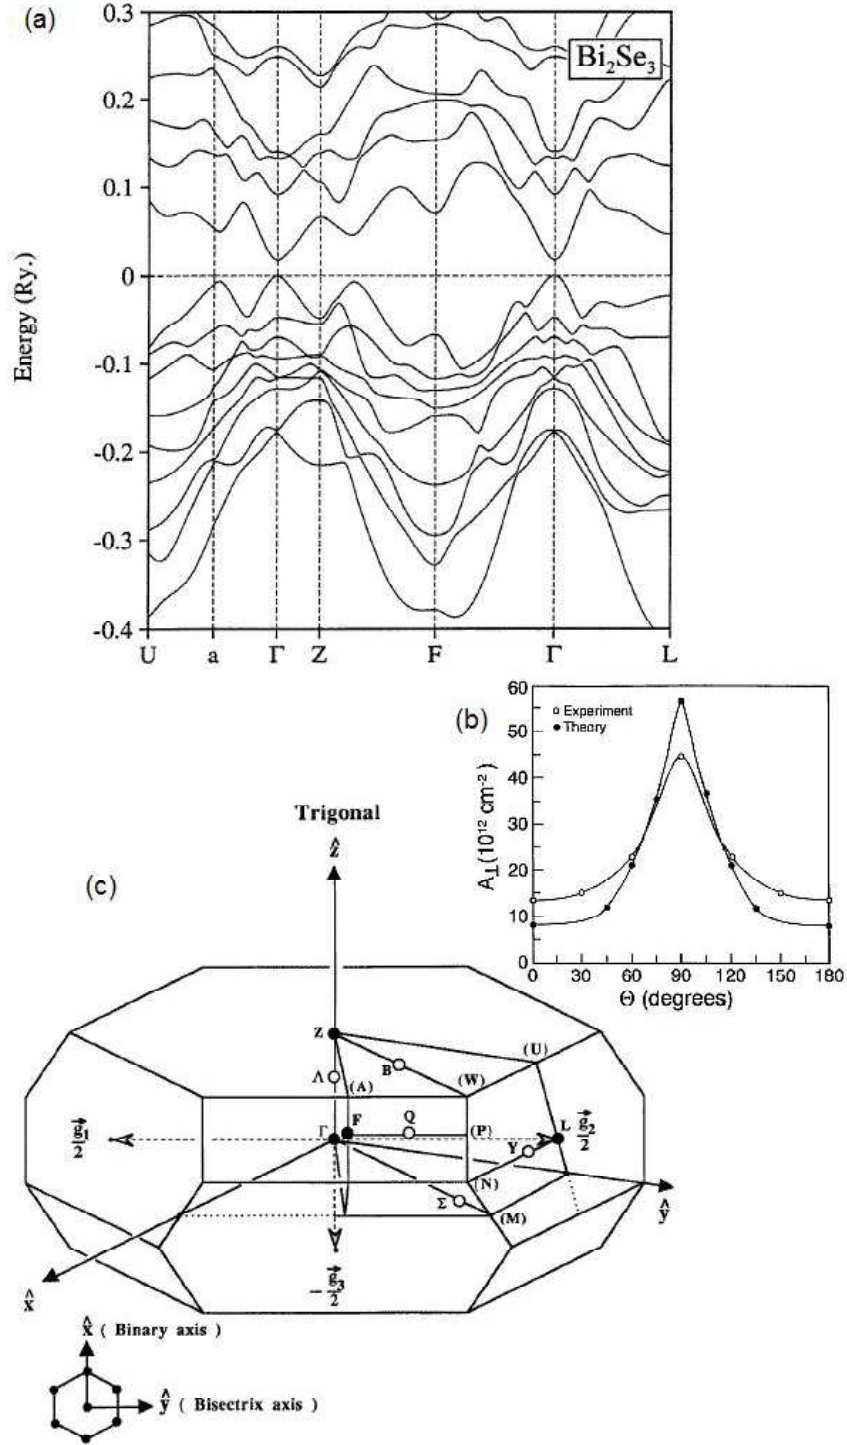 (a)
Bi2Se3
Energy (Ry.)
0.3
0.2
0.1
0
-0.1
-0.2
-0.3
-0.4
U a Γ Z F Γ L
(b)
Experiment
Theory
A⊥(10¹² cm⁻²)
60
50
40
30
20
10
0
0 30 60 90 120 150 180
Θ (degrees)
(c)
Trigonal
ẑ
Z
B
(U)
Λ
(A)
(W)
g⃗1/2
Γ
F
Q
(P)
L
g⃗2/2
Y
(N)
Σ
(M)
ŷ
x̂
-g⃗3/2
x̂ ( Binary axis )
ŷ ( Bisectrix axis )